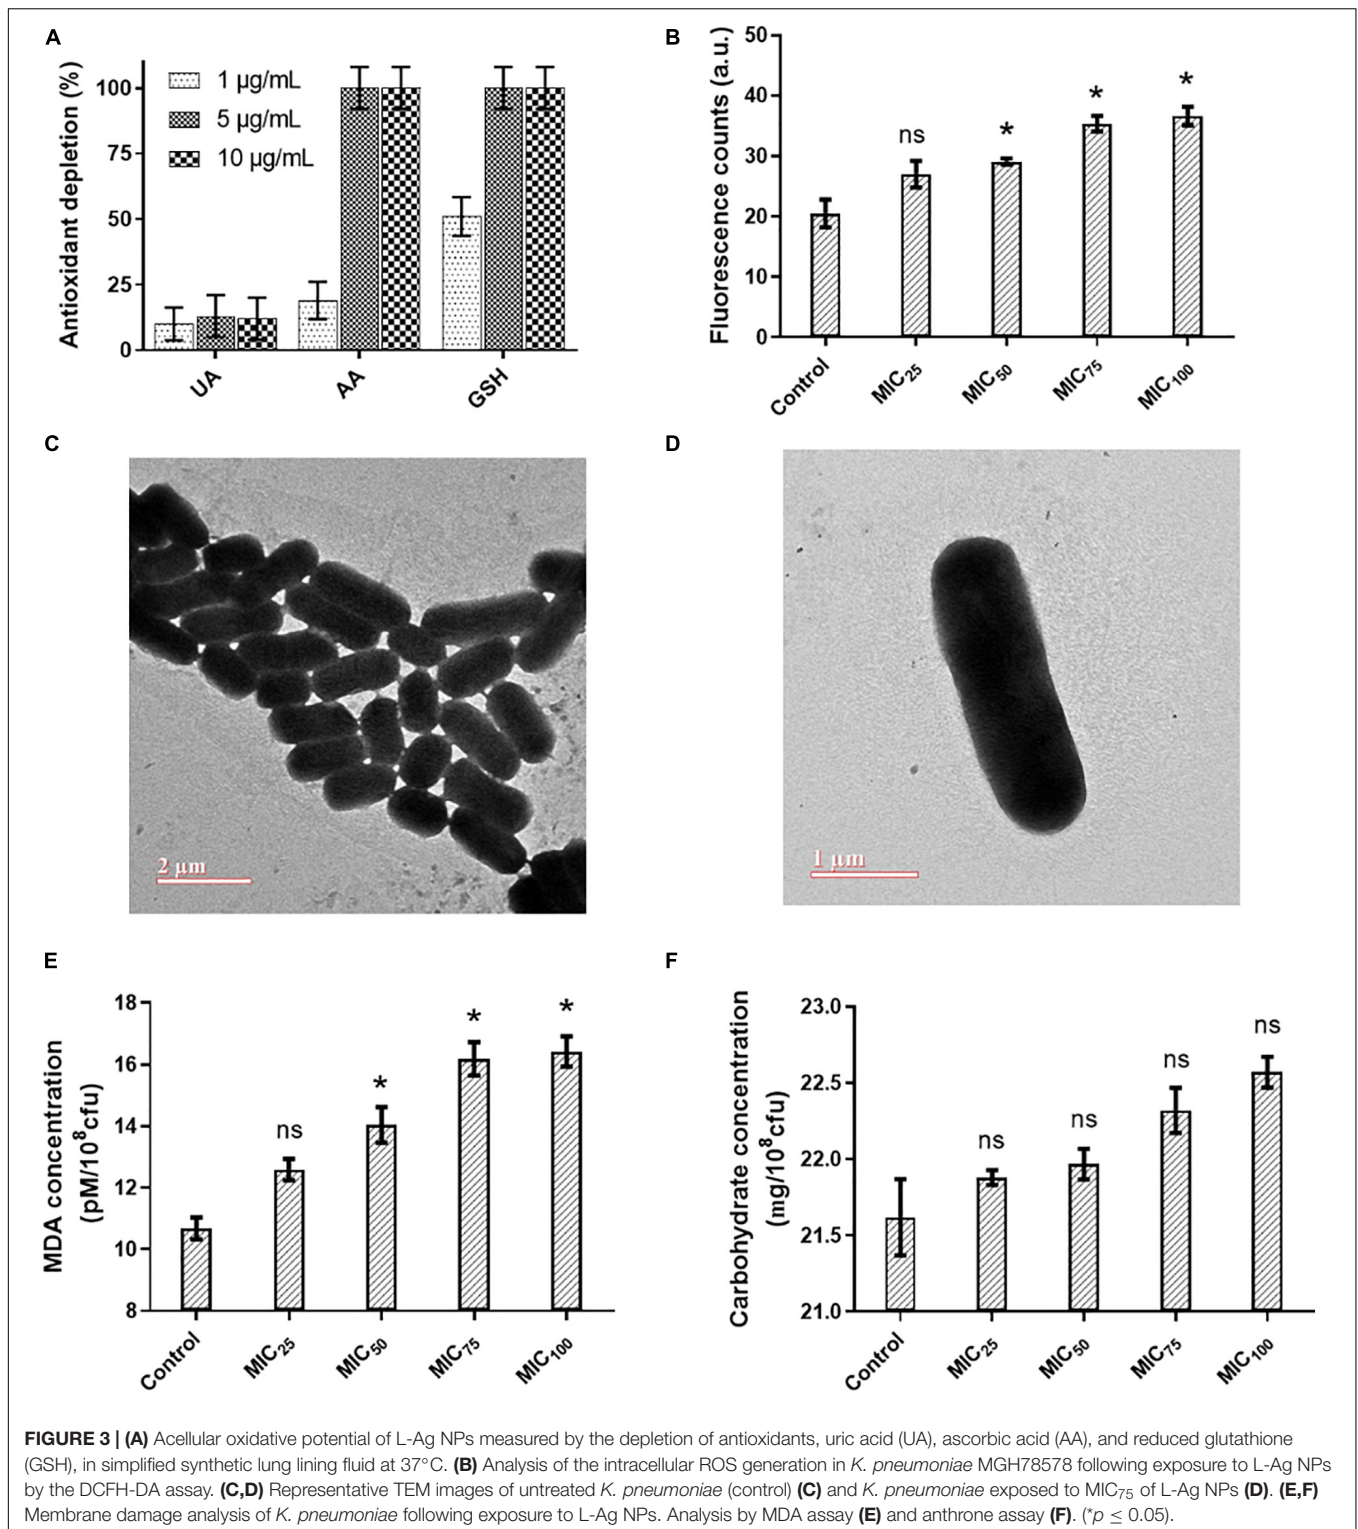 A
Antioxidant depletion (%)
100
75
50
25
0
1 µg/mL
5 µg/mL
10 µg/mL
UA
AA
GSH
B
Fluorescence counts (a.u.)
50
40
30
20
10
0
ns
*
*
*
Control
MIC25
MIC50
MIC75
MIC100
C
2 µm
D
1 µm
E
MDA concentration
(pM/10⁸cfu)
18
16
14
12
10
8
ns
*
*
*
Control
MIC25
MIC50
MIC75
MIC100
F
Carbohydrate concentration
(mg/10⁸cfu)
23.0
22.5
22.0
21.5
21.0
ns
ns
ns
ns
Control
MIC25
MIC50
MIC75
MIC100
FIGURE 3 | (A) Acellular oxidative potential of L-Ag NPs measured by the depletion of antioxidants, uric acid (UA), ascorbic acid (AA), and reduced glutathione
(GSH), in simplified synthetic lung lining fluid at 37°C. (B) Analysis of the intracellular ROS generation in K. pneumoniae MGH78578 following exposure to L-Ag NPs
by the DCFH-DA assay. (C,D) Representative TEM images of untreated K. pneumoniae (control) (C) and K. pneumoniae exposed to MIC75 of L-Ag NPs (D). (E,F)
Membrane damage analysis of K. pneumoniae following exposure to L-Ag NPs. Analysis by MDA assay (E) and anthrone assay (F). (*p ≤ 0.05).